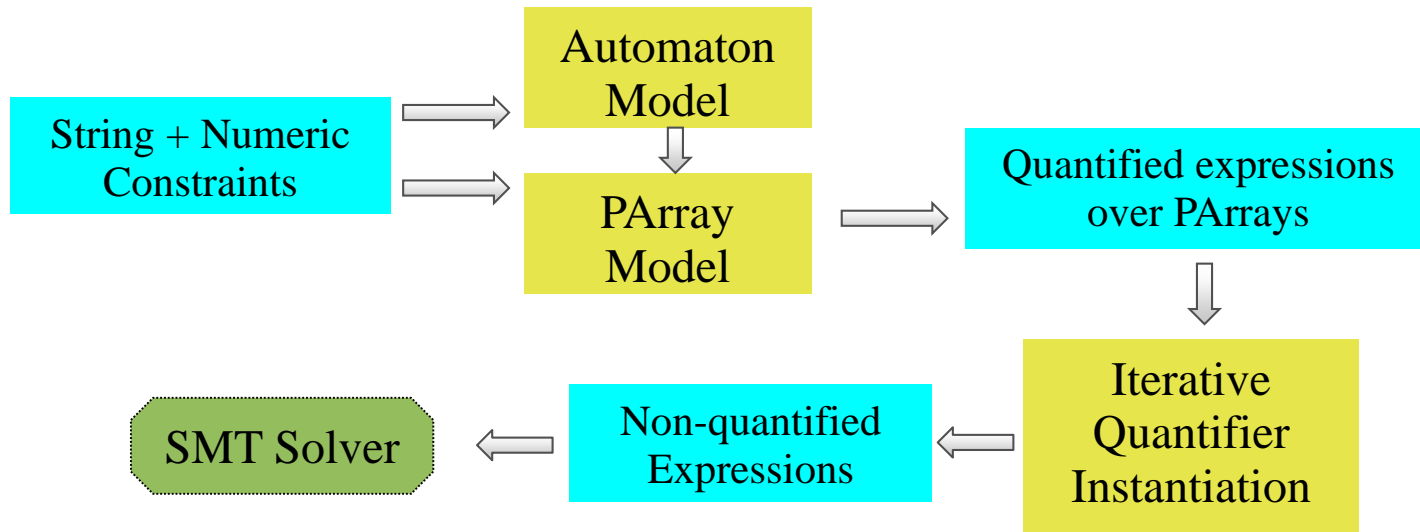 Automaton
Model
String + Numeric
Constraints
PArray
Model
Quantified expressions
over PArrays
Iterative
Quantifier
Instantiation
Non-quantified
Expressions
SMT Solver